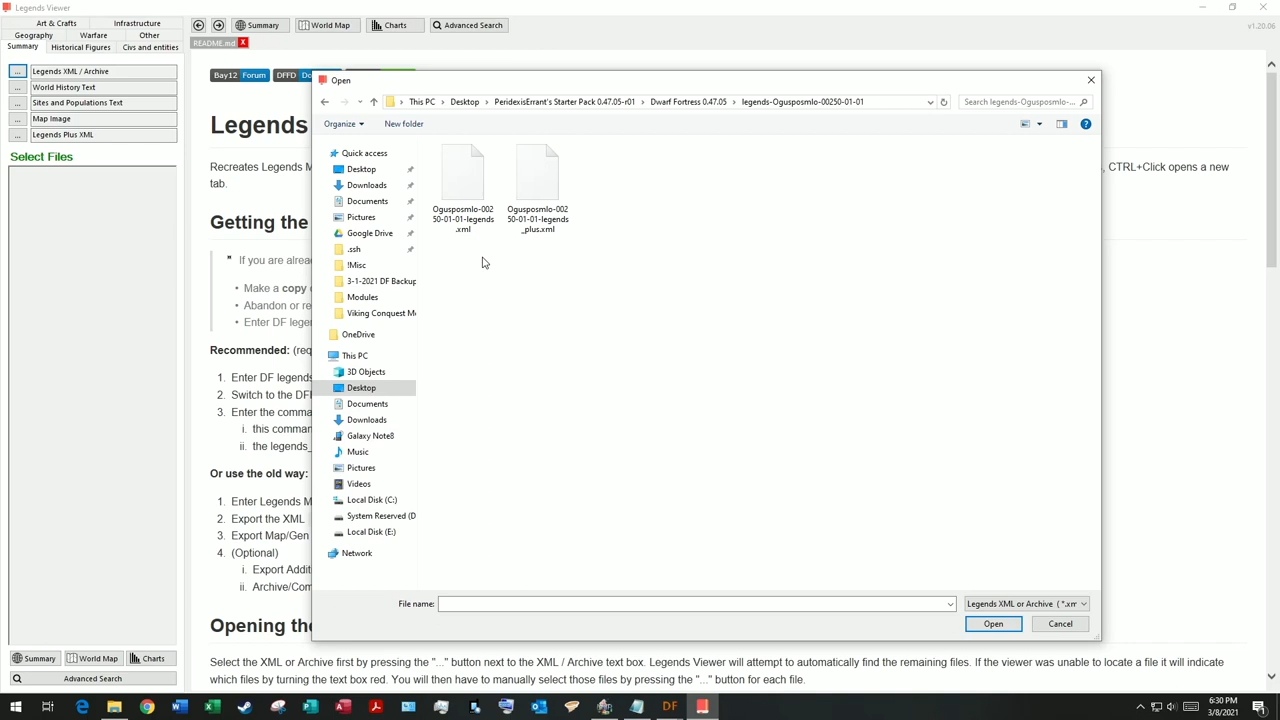 Legends Viewer
Art & Crafts
Infrastructure
Geography
Warfare
Other
Summary
Historical Figures
Civs and entities
Summary
World Map
Charts
Advanced Search
v1.20.06
README.md
x
... Legends XML / Archive
... World History Text
... Sites and Populations Text
... Map Image
... Legends Plus XML
Select Files
Bay12 Forum
DFFD
Legends
Recreates Legends M
, CTRL+Click opens a new
tab.
Getting the
" If you are alrea
• Make a copy
• Abandon or re
• Enter DF leger
Recommended: (req
1. Enter DF legends
2. Switch to the DF
3. Enter the comma
i. this comman
ii. the legends_
Or use the old way:
1. Enter Legends M
2. Export the XML
3. Export Map/Gen
4. (Optional)
i. Export Additi
ii. Archive/Com
Opening the
Select the XML or Archive first by pressing the "..." button next to the XML / Archive text box. Legends Viewer will attempt to automatically find the remaining files. If the viewer was unable to locate a file it will indicate
which files by turning the text box red. You will then have to manually select those files by pressing the "..." button for each file.
Open
This PC > Desktop > PeridexisErrant's Starter Pack 0.47.05-r01 > Dwarf Fortress 0.47.05 > legends-Ogusposmlo-00250-01-01
Search legends-Ogusposmlo-...
Organize
New folder
?
Quick access
Desktop
Downloads
Documents
Pictures
Google Drive
.ssh
!Misc
3-1-2021 DF Backup
Modules
Viking Conquest Mo
OneDrive
This PC
3D Objects
Desktop
Documents
Downloads
Galaxy Note8
Music
Pictures
Videos
Local Disk (C:)
System Reserved (D
Local Disk (E:)
Network
Ogusposmlo-002
50-01-01-legends
.xml
Ogusposmlo-002
50-01-01-legends
_plus.xml
File name:
Legends XML or Archive (*.xm
Open
Cancel
Summary
World Map
Charts
Advanced Search
DF
6:30 PM
3/8/2021